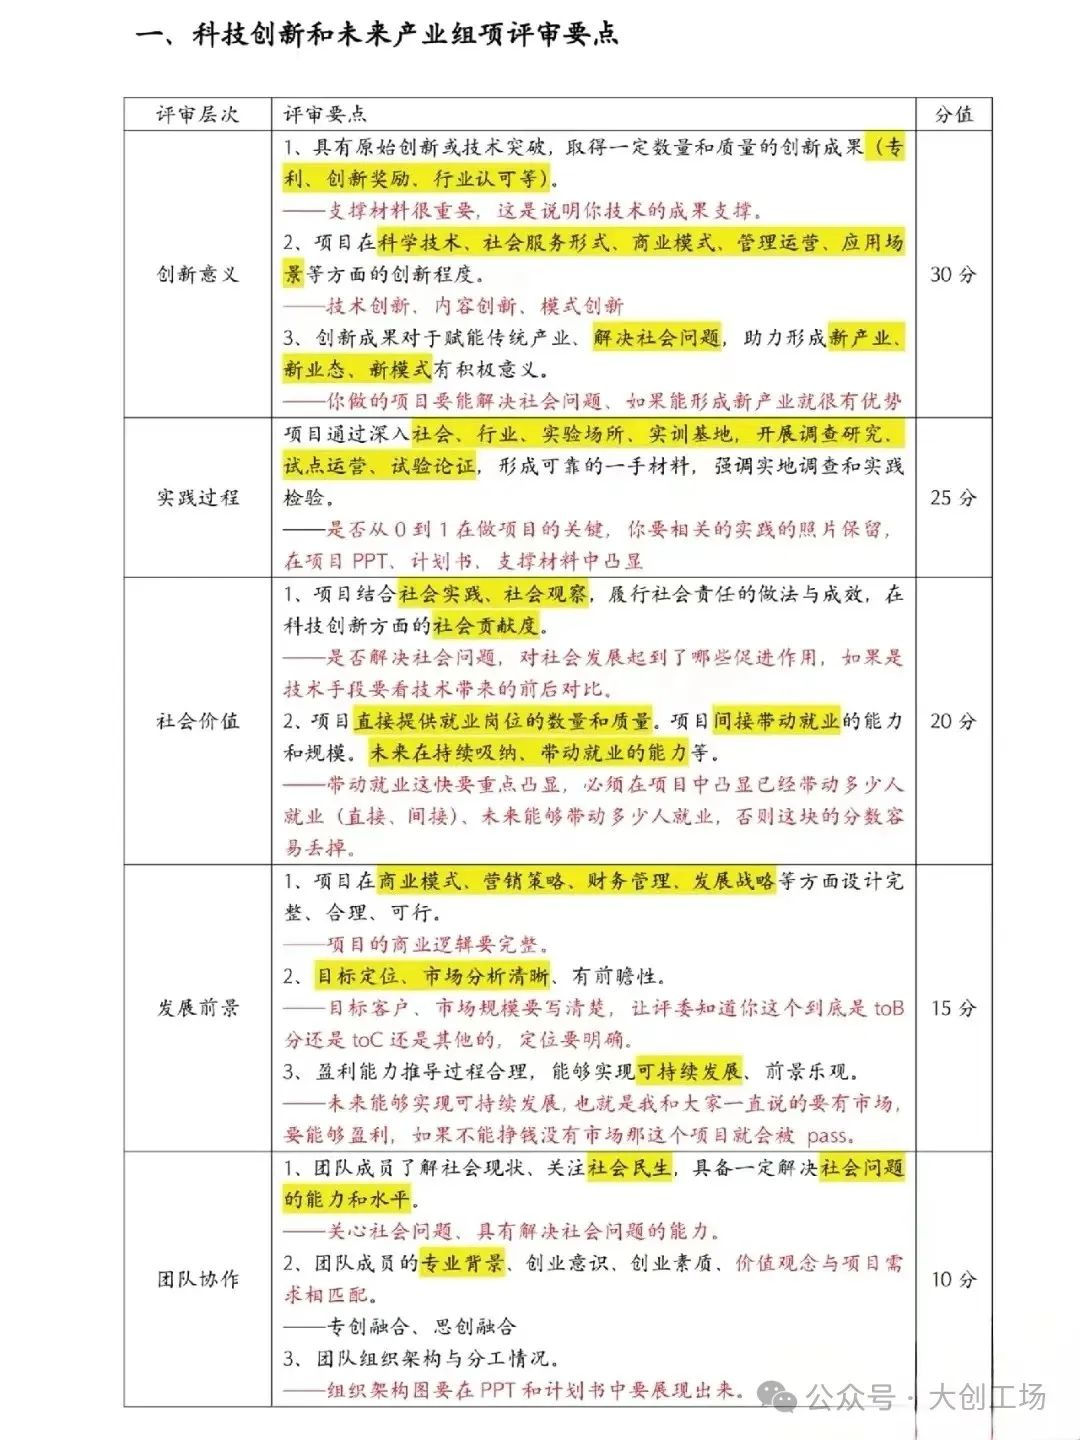 一、科技创新和未来产业组项评审要点
评审层次 评审要点 分值
1、具有原始创新或技术突破，取得一定数量和质量的创新成果（专
利、创新奖励、行业认可等）。
——支撑材料很重要，这是说明你技术的成果支撑。
2、项目在科学技术、社会服务形式、商业模式、管理运营、应用场
景等方面的创新程度。
创新意义 30 分
——技术创新、内容创新、模式创新
3、创新成果对于赋能传统产业、解决社会问题，助力形成新产业、
新业态、新模式有积极意义。
——你做的项目要能解决社会问题、如果能形成新产业就很有优势
项目通过深入社会、行业、实验场所、实训基地，开展调查研究、
试点运营、试验论证，形成可靠的一手材料，强调实地调查和实践
检验。
实践过程 25 分
——是否从 0 到 1 在做项目的关键，你要相关的实践的照片保留，
在项目 PPT、计划书、支撑材料中凸显
1、项目结合社会实践、社会观察，履行社会责任的做法与成效，在
科技创新方面的社会贡献度。
——是否解决社会问题，对社会发展起到了哪些促进作用，如果是
技术手段要看技术带来的前后对比。
2、项目直接提供就业岗位的数量和质量。项目间接带动就业的能力
社会价值 20 分
和规模。未来在持续吸纳、带动就业的能力等。
——带动就业这快要重点凸显，必须在项目中凸显已经带动多少人
就业（直接、间接）、未来能够带动多少人就业，否则这块的分数容
易丢掉。
1、项目在商业模式、营销策略、财务管理、发展战略等方面设计完
整、合理、可行。
——项目的商业逻辑要完整。
2、目标定位、市场分析清晰、有前瞻性。
发展前景 15 分
——目标客户、市场规模要写清楚，让评委知道你这个到底是 toB
分还是 toC 还是其他的，定位要明确。
3、盈利能力推导过程合理，能够实现可持续发展、前景乐观。
——未来能够实现可持续发展，也就是我和大家一直说的要有市场，
要能够盈利，如果不能挣钱没有市场那这个项目就会被 pass。
1、团队成员了解社会现状、关注社会民生，具备一定解决社会问题
的能力和水平。
——关心社会问题、具有解决社会问题的能力。
2、团队成员的专业背景、创业意识、创业素质、价值观念与项目需
求相匹配。
团队协作 10 分
——专创融合、思创融合
3、团队组织架构与分工情况。
——组织架构图要在 PPT 和计划书中要展现出来。
公众号·大创工场